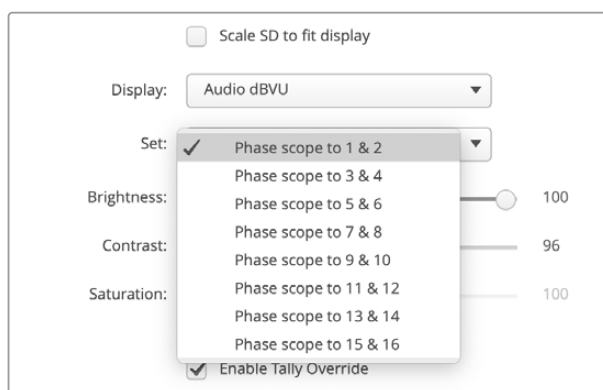 Scale SD to fit display
Display: Audio dBVU
Set:
✓ Phase scope to 1 & 2
Phase scope to 3 & 4
Phase scope to 5 & 6
Brightness: 100
Phase scope to 7 & 8
Contrast: 96
Phase scope to 9 & 10
Phase scope to 11 & 12
Saturation: 100
Phase scope to 13 & 14
Phase scope to 15 & 16
Enable Tally Override